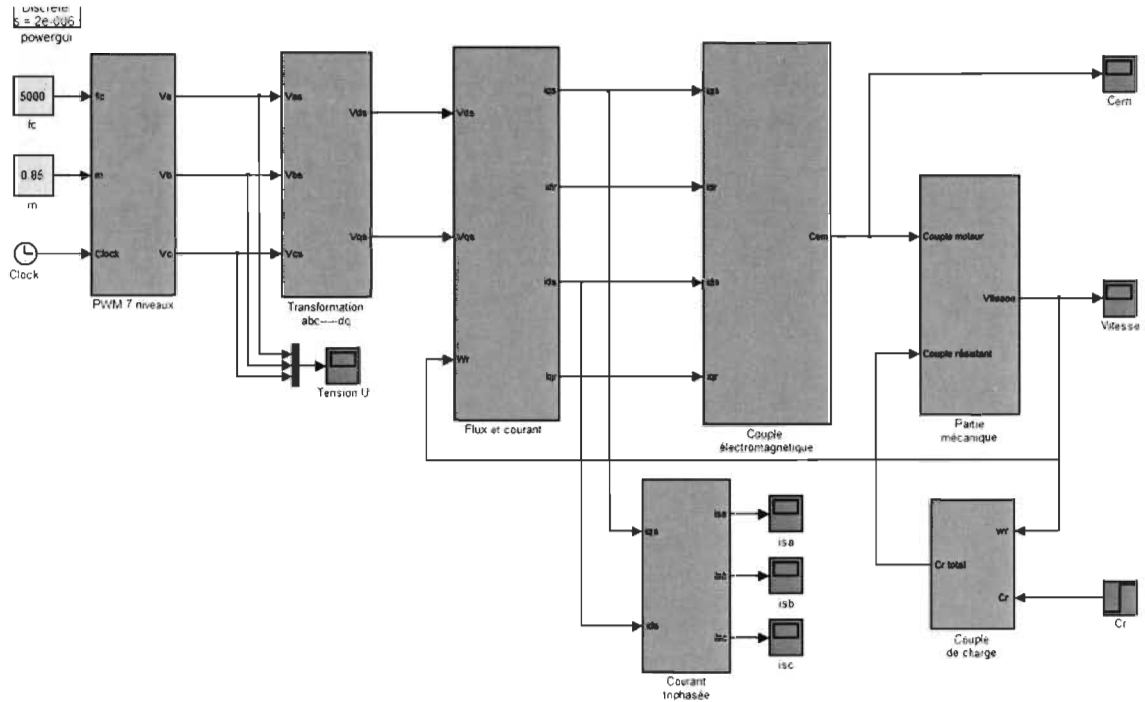 Discrete
s = 2e-006
powergui
5000
fc
0.85
m
Clock
fc
m
Clock
Va
Vb
Vc
PWM 7 niveaux
Vas
Vbs
Vcs
Vds
Vqs
Transformation
abc----dq
Tension U
Vds
Vqs
Wr
iqs
idr
ids
iqr
Flux et courant
iqs
idr
ids
iqr
Cem
Couple
électromagnétique
Cem
Couple moteur
Couple résistant
Vitesse
Partie
mécanique
Vitesse
iqs
ids
isa
isb
isc
Courant
triphasée
isa
isb
isc
wr
Cr total
Cr
Couple
de charge
Cr